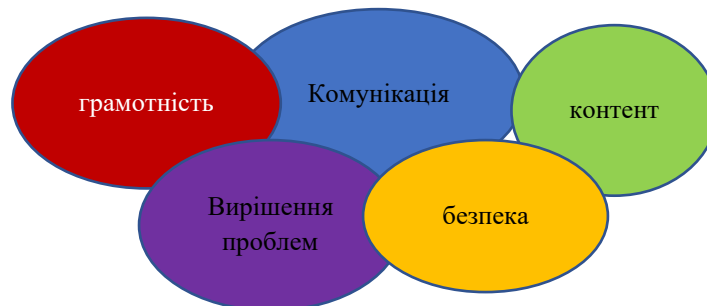 грамотність
Комунікація
контент
Вирішення
проблем
безпека